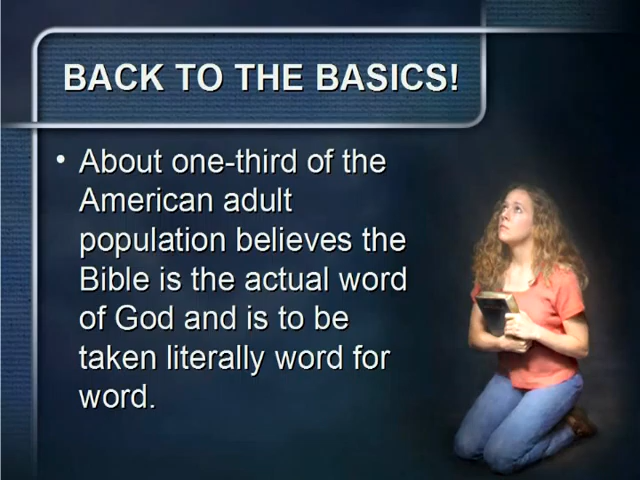 BACK TO THE BASICS!
• About one-third of the
American adult
population believes the
Bible is the actual word
of God and is to be
taken literally word for
word.